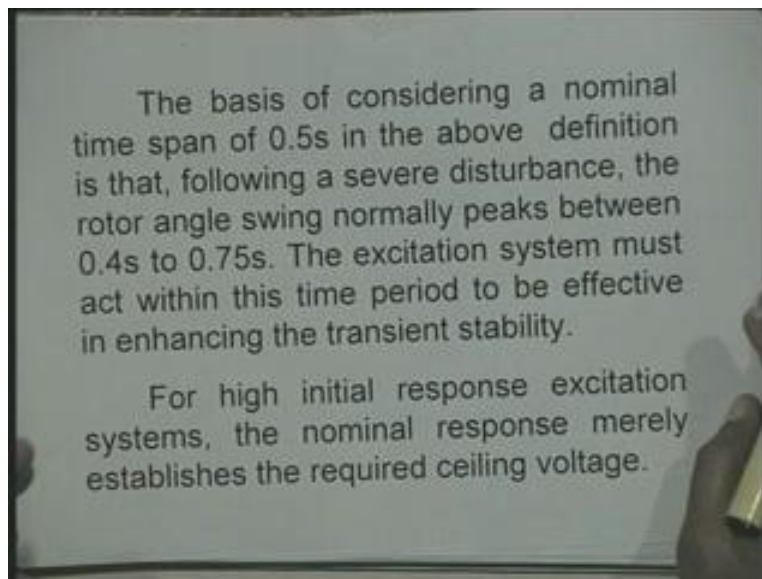 The basis of considering a nominal
time span of 0.5s in the above definition
is that, following a severe disturbance, the
rotor angle swing normally peaks between
0.4s to 0.75s. The excitation system must
act within this time period to be effective
in enhancing the transient stability.
For high initial response excitation
systems, the nominal response merely
establishes the required ceiling voltage.